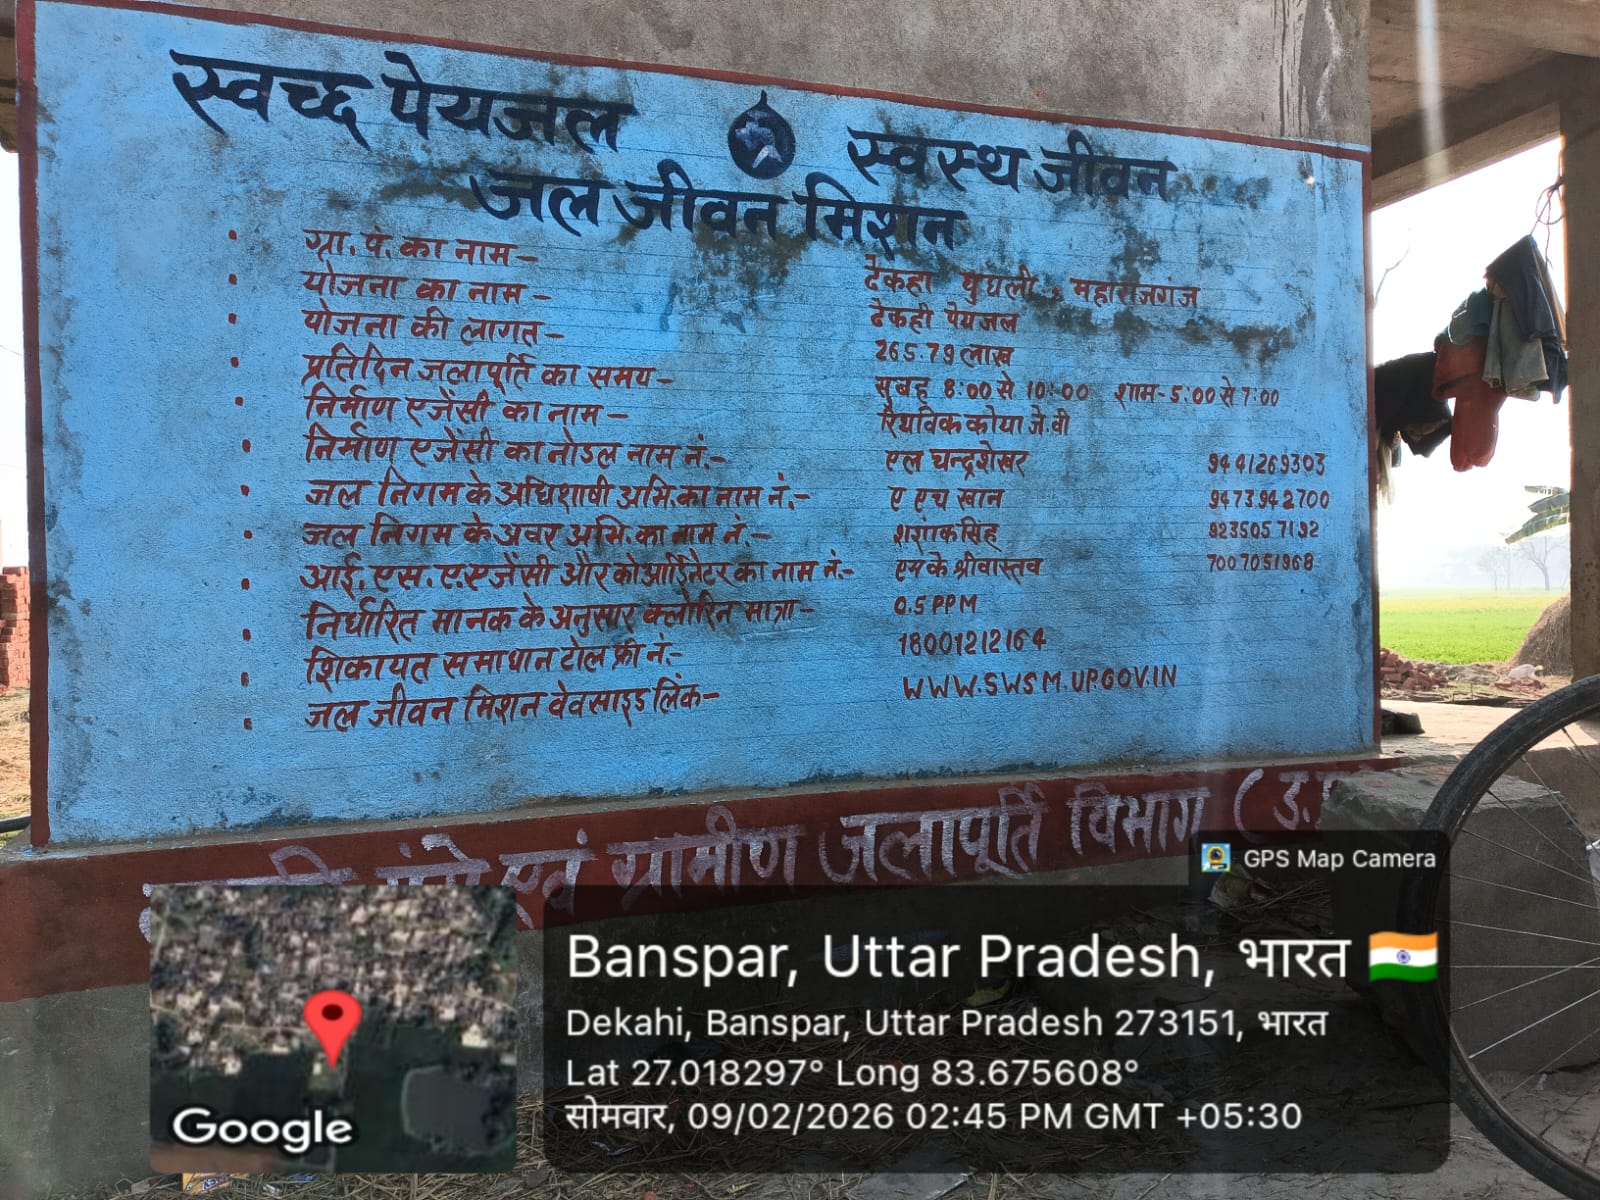 स्वच्छ पेयजल स्वस्थ जीवन
जल जीवन मिशन
ग्रा. पं. का नाम- ढेकहा घुघली, महाराजगंज
योजना का नाम- ढेकही पेयजल
योजना की लागत- 265.79 लाख
प्रतिदिन जलापूर्ति का समय- सुबह 8:00 से 10:00 शाम-5:00 से 7:00
निर्माण एजेंसी का नाम- रिथविक कोया जे.वी
निर्माण एजेंसी का नोडल नाम नं.- एल चन्द्रशेखर 9441269303
जल निगम के अधिशाषी अभि. का नाम नं.- ए एच खान 9473942700
जल निगम के अवर अभि. का नाम नं.- शशांक सिंह 9235057192
आई. एस. ए. एजेंसी और कोआर्डिनेटर का नाम नं.- एम के श्रीवास्तव 7007051968
निर्धारित मानक के अनुसार क्लोरिन मात्रा- 0.5 PPM
शिकायत समाधान टोल फ्री नं.- 18001212164
जल जीवन मिशन वेवसाइड लिंक- WWW.SWSM.UP.GOV.IN
एवं ग्रामीण जलापूर्ति विभाग (उ.
GPS Map Camera
Banspar, Uttar Pradesh, भारत
Dekahi, Banspar, Uttar Pradesh 273151, भारत
Lat 27.018297° Long 83.675608°
सोमवार, 09/02/2026 02:45 PM GMT +05:30
Google